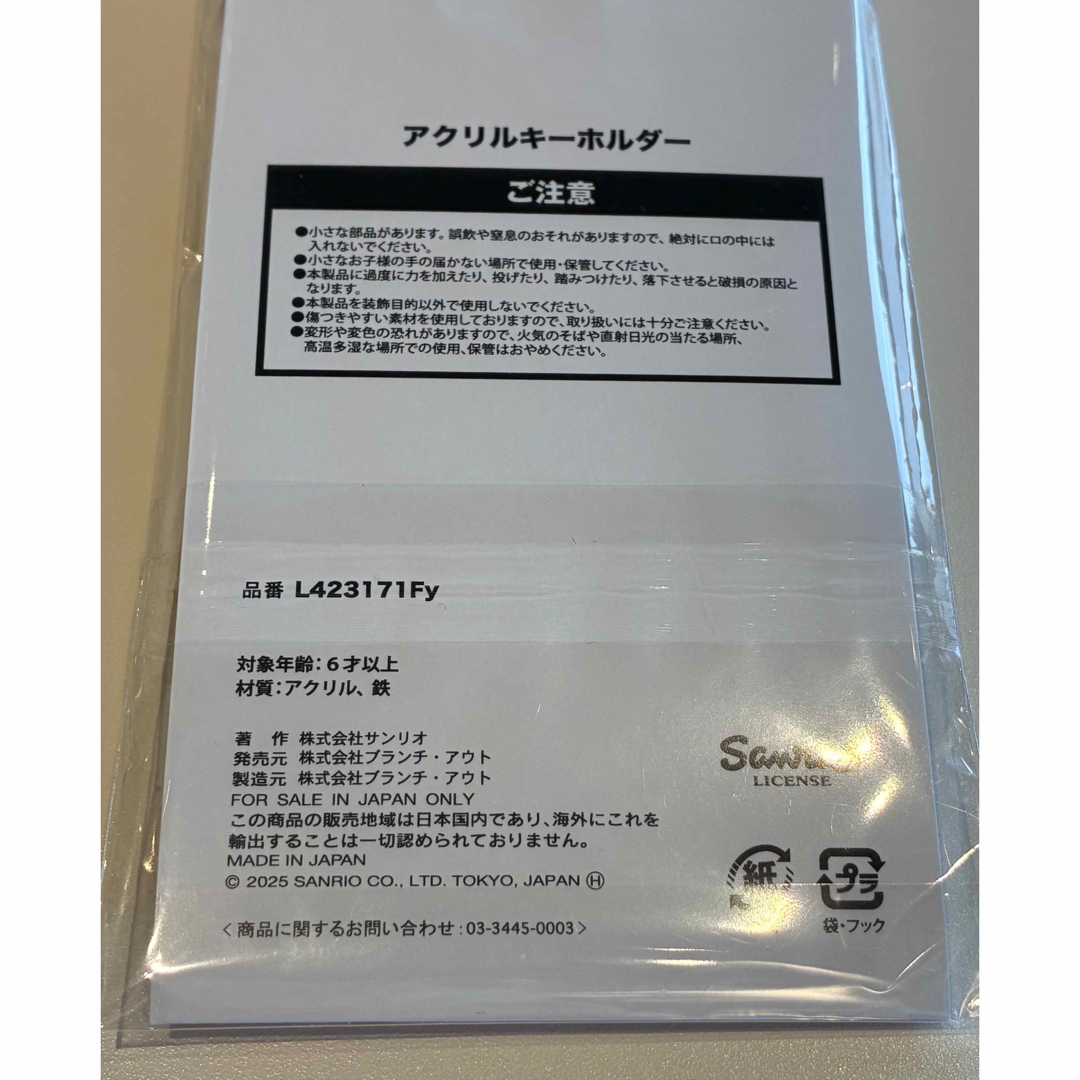 アクリルキーホルダー
ご注意
●小さな部品があります。誤飲や窒息のおそれがありますので、絶対に口の中には
入れないでください。
●小さなお子様の手の届かない場所で使用・保管してください。
●本製品に過度に力を加えたり、投げたり、踏みつけたり、落下させると破損の原因と
なります。
●本製品を装飾目的以外で使用しないでください。
●傷つきやすい素材を使用しておりますので、取り扱いには十分ご注意ください。
●変形や変色の恐れがありますので、火気のそばや直射日光の当たる場所、
高温多湿な場所での使用、保管はおやめください。
品番 L423171Fy
対象年齢：6才以上
材質：アクリル、鉄
著　作 株式会社サンリオ
発売元 株式会社ブランチ・アウト
製造元 株式会社ブランチ・アウト
FOR SALE IN JAPAN ONLY
この商品の販売地域は日本国内であり、海外にこれを
輸出することは一切認められておりません。
MADE IN JAPAN
© 2025 SANRIO CO., LTD. TOKYO, JAPAN Ⓗ
＜商品に関するお問い合わせ：03-3445-0003＞
Sanrio
LICENSE
紙
プラ
袋・フック